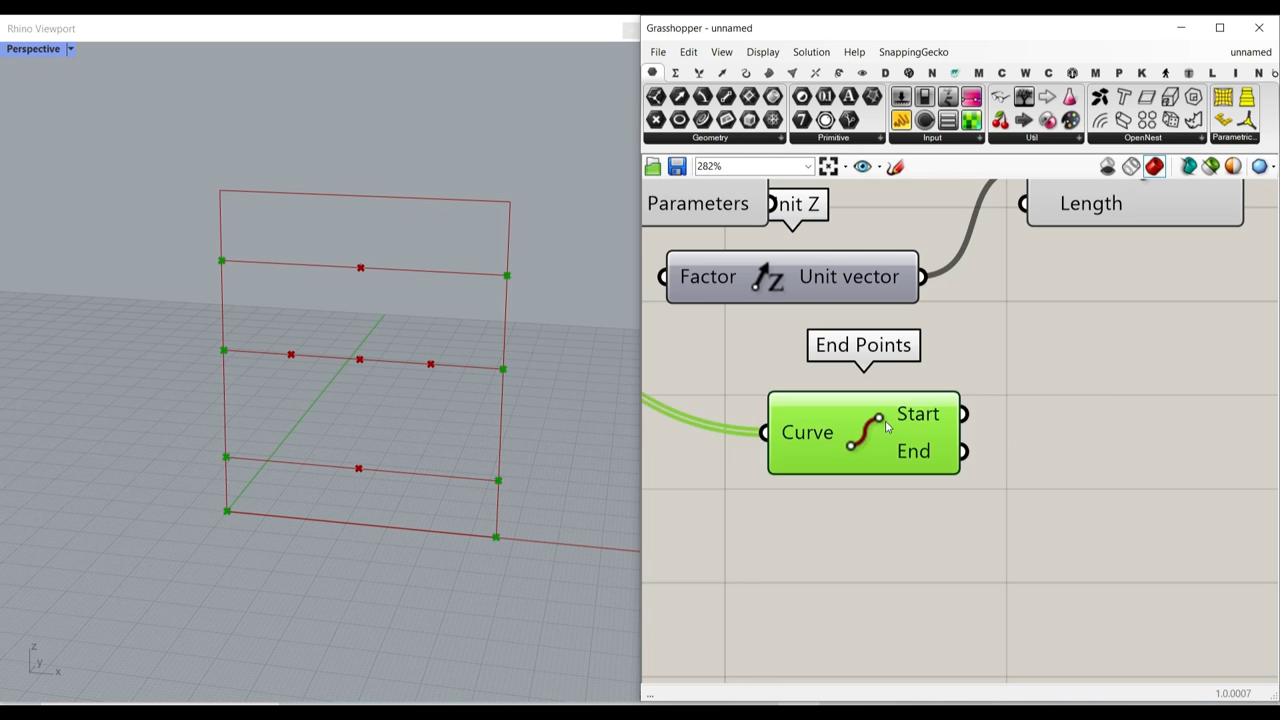 Rhino Viewport
Perspective
z
y
x
Grasshopper - unnamed
File Edit View Display Solution Help SnappingGecko unnamed
D N M C W C M P K L I N
Geometry Primitive Input Util OpenNest Parametric...
282%
Parameters
nit Z
Length
Factor Unit vector
End Points
Curve
Start
End
...
1.0.0007